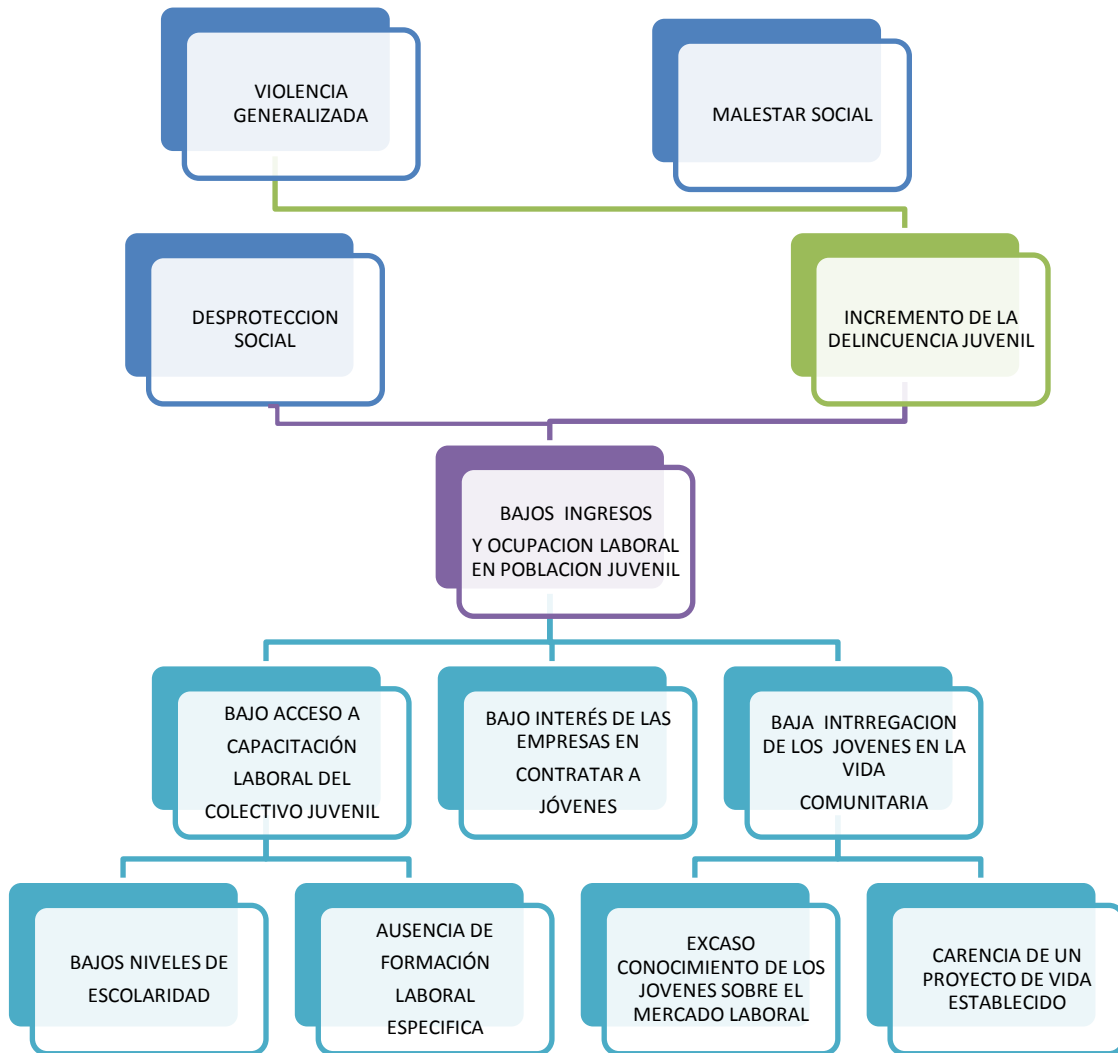 VIOLENCIA
GENERALIZADA
MALESTAR SOCIAL
DESPROTECCION
SOCIAL
INCREMENTO DE LA
DELINCUENCIA JUVENIL
BAJOS INGRESOS
Y OCUPACION LABORAL
EN POBLACION JUVENIL
BAJO ACCESO A
CAPACITACIÓN
LABORAL DEL
COLECTIVO JUVENIL
BAJO INTERÉS DE LAS
EMPRESAS EN
CONTRATAR A
JÓVENES
BAJA INTRREGACION
DE LOS JOVENES EN LA
VIDA
COMUNITARIA
BAJOS NIVELES DE
ESCOLARIDAD
AUSENCIA DE
FORMACIÓN
LABORAL
ESPECIFICA
EXCASO
CONOCIMIENTO DE LOS
JOVENES SOBRE EL
MERCADO LABORAL
CARENCIA DE UN
PROYECTO DE VIDA
ESTABLECIDO